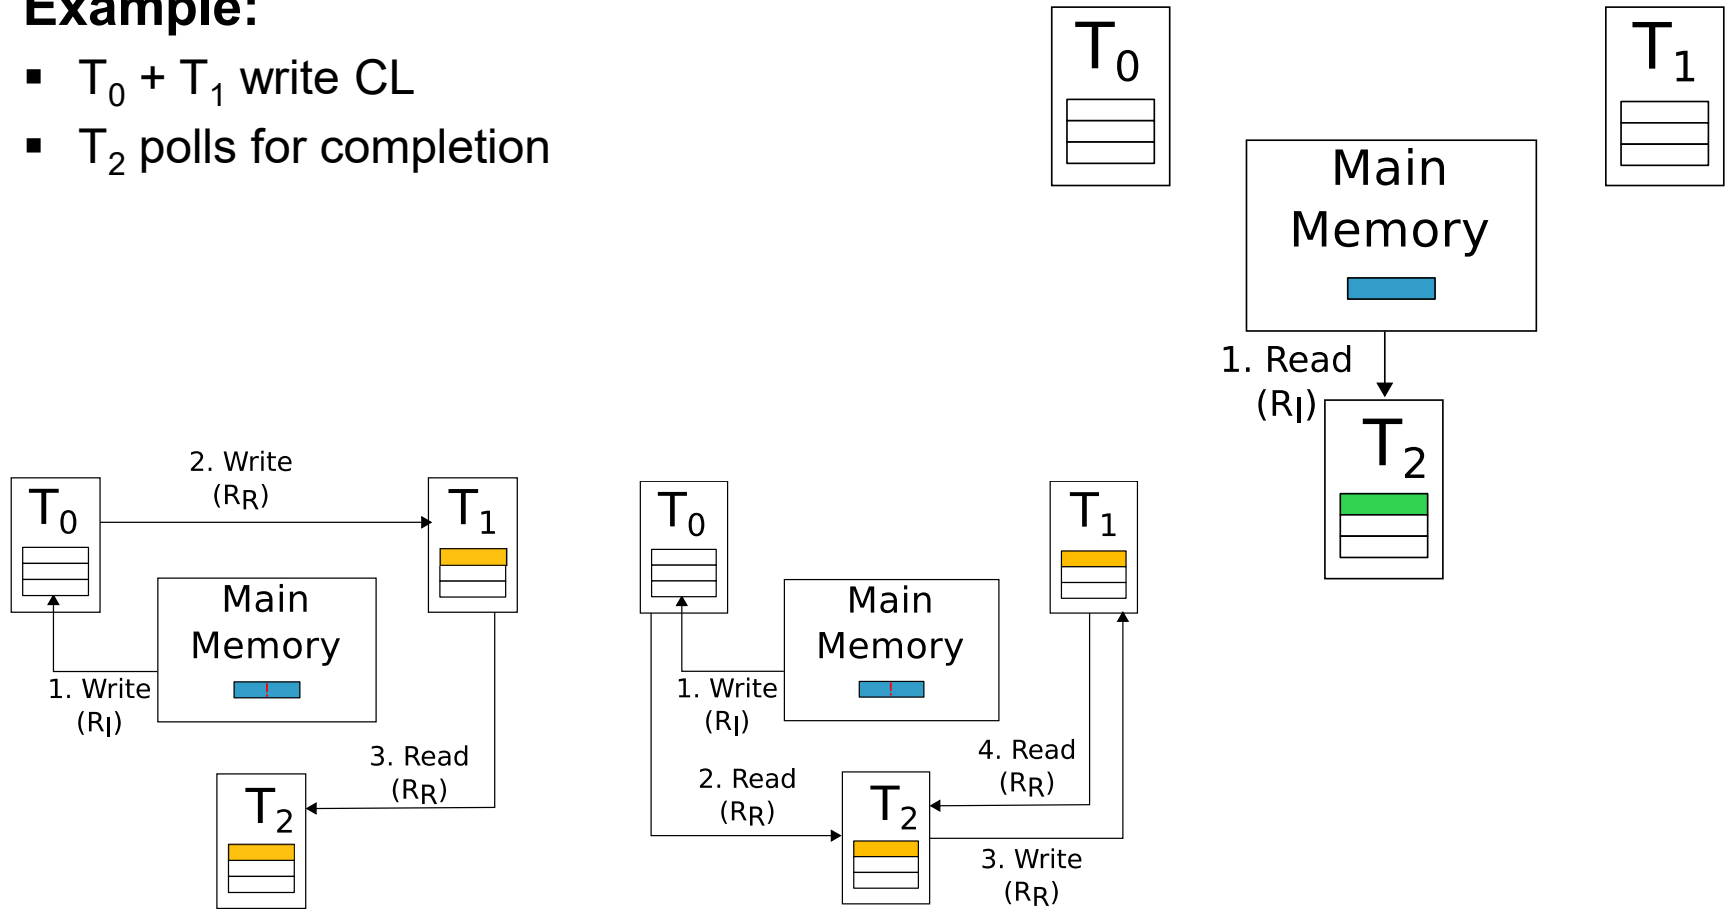 Example:
▪ T0 + T1 write CL
▪ T2 polls for completion
T0
T1
Main
Memory
1. Read
(RI)
T2
2. Write
(RR)
T0
T1
Main
Memory
!
1. Write
(RI)
3. Read
(RR)
T2
T0
T1
Main
Memory
!
1. Write
(RI)
4. Read
(RR)
2. Read
(RR)
T2
3. Write
(RR)